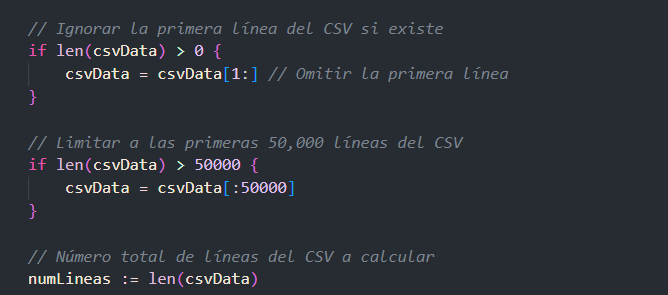 // Ignorar la primera línea del CSV si existe
if len(csvData) > 0 {
    csvData = csvData[1:] // Omitir la primera línea
}

// Limitar a las primeras 50,000 líneas del CSV
if len(csvData) > 50000 {
    csvData = csvData[:50000]
}

// Número total de líneas del CSV a calcular
numLineas := len(csvData)